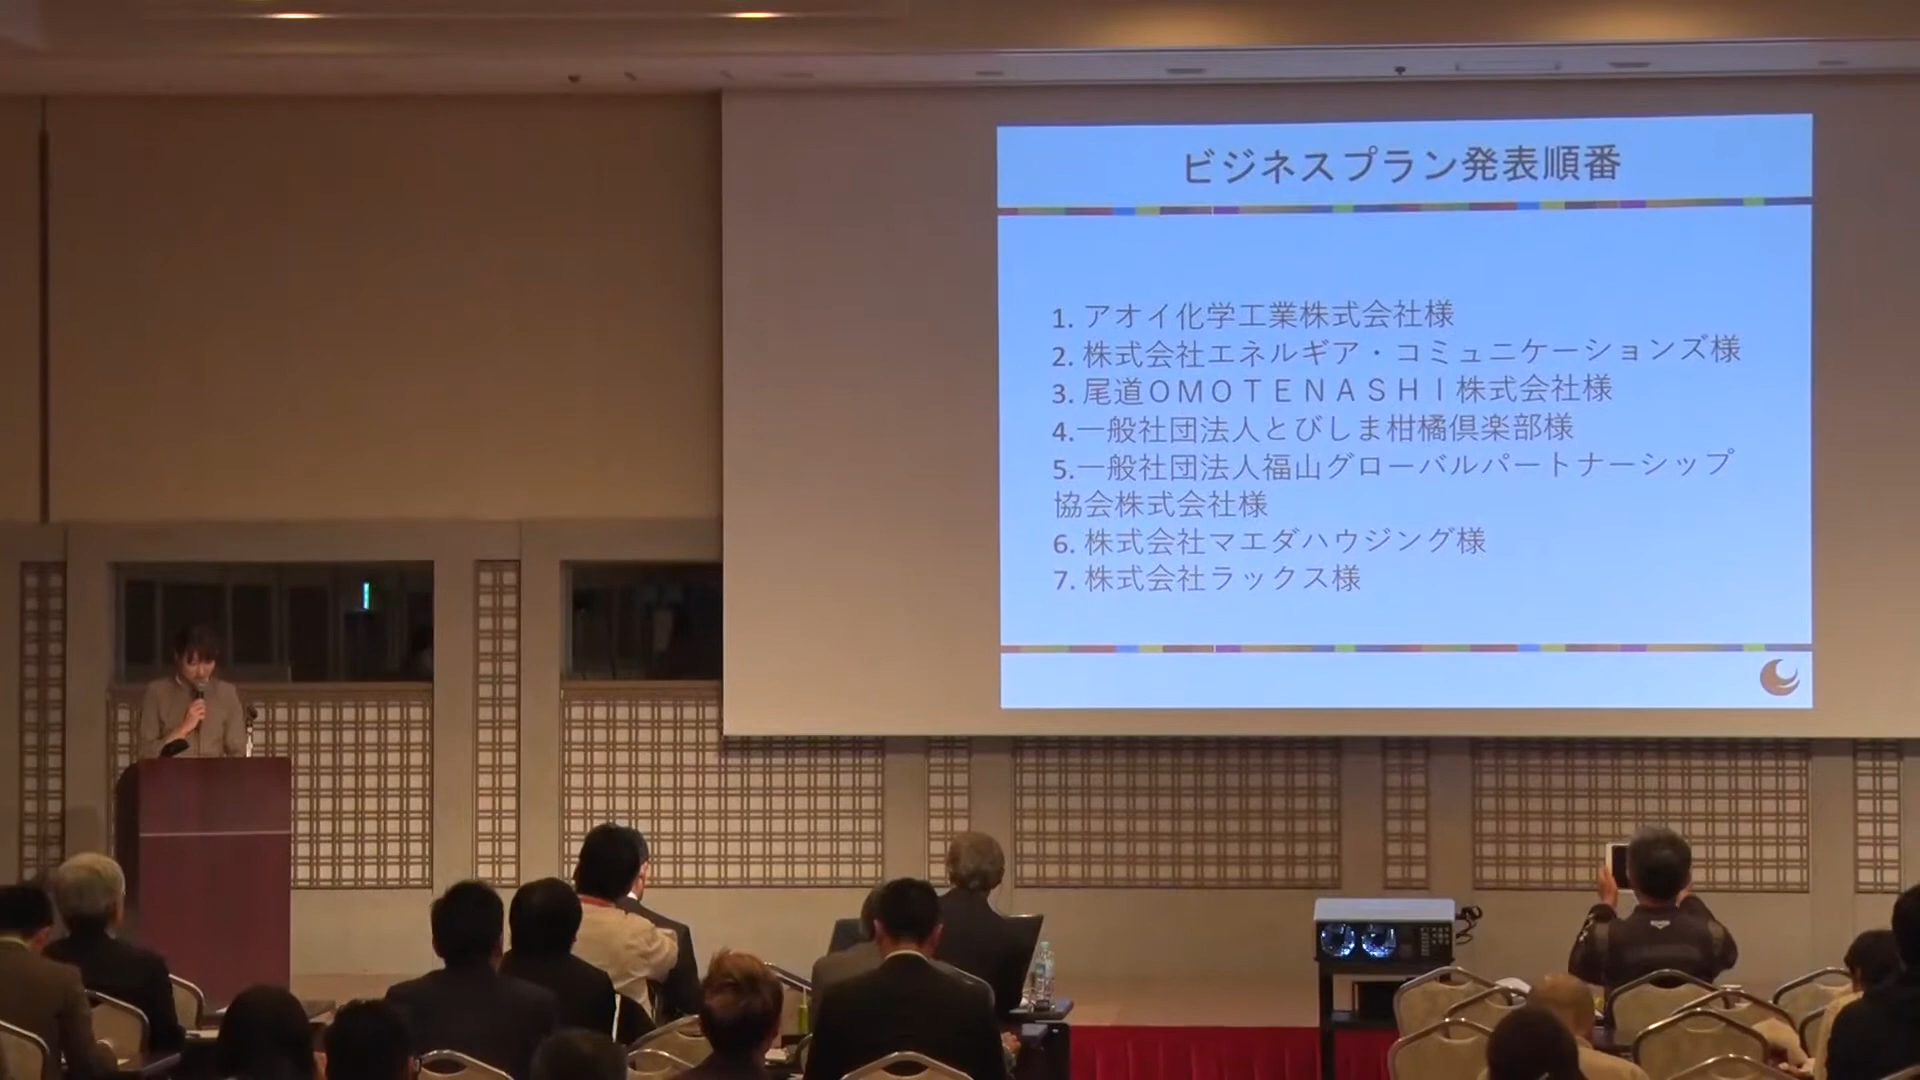 ビジネスプラン発表順番
1. アオイ化学工業株式会社様
2. 株式会社エネルギア・コミュニケーションズ様
3. 尾道ＯＭＯＴＥＮＡＳＨＩ株式会社様
4.一般社団法人とびしま柑橘倶楽部様
5.一般社団法人福山グローバルパートナーシップ
協会株式会社様
6. 株式会社マエダハウジング様
7. 株式会社ラックス様